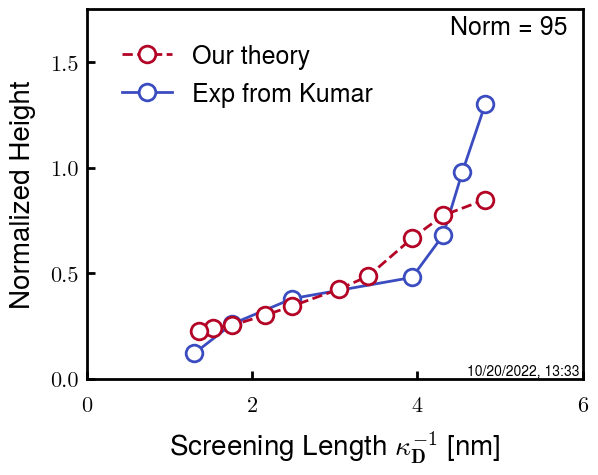 Norm = 95
Our theory
Exp from Kumar
Normalized Height
1.5
1.0
0.5
0.0
10/20/2022, 13:33
0 2 4 6
Screening Length κ_D^{-1} [nm]